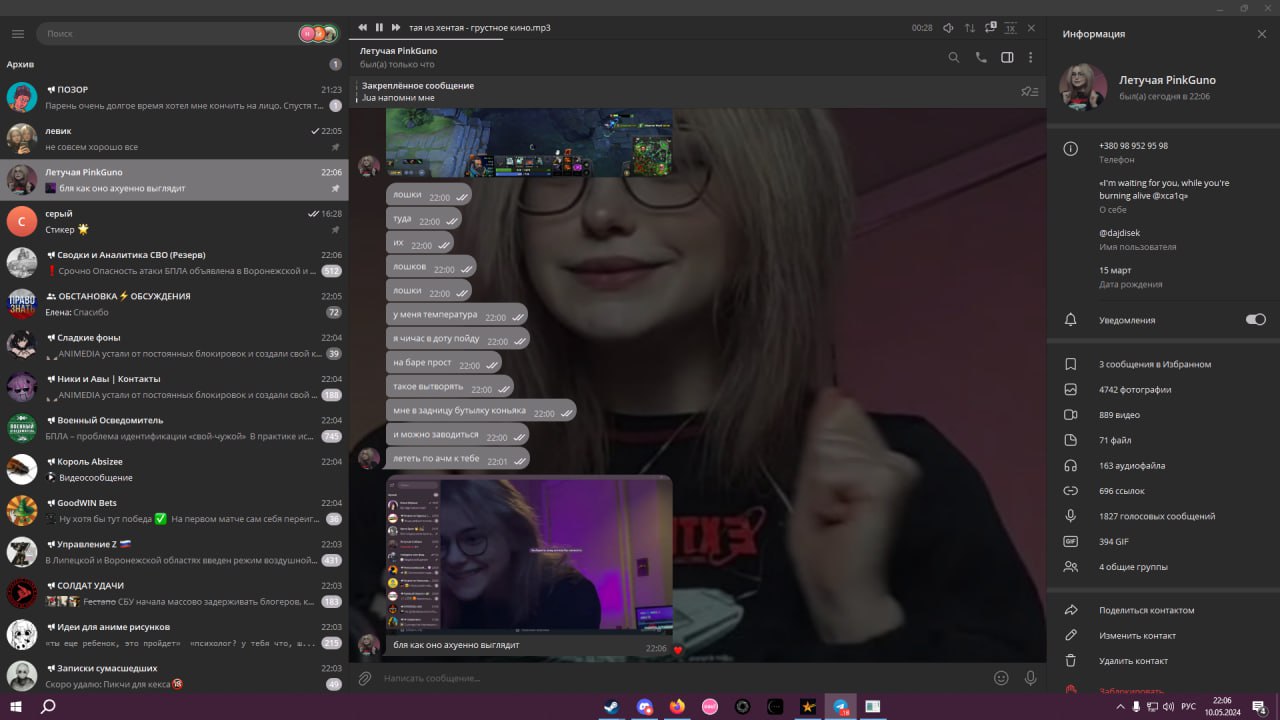 тая из хентая - грустное кино.mp3
00:28
1X
Поиск
Архив
1
ПОЗОР
21:23
Парень очень долгое время хотел мне кончить на лицо. Спустя т...
1
левик
22:05
не совсем хорошо все
Летучая PinkGuno
22:06
бля как оно ахуенно выглядит
серый
16:28
С
Стикер
Сводки и Аналитика СВО (Резерв)
22:06
Срочно Опасность атаки БПЛА объявлена в Воронежской и ...
512
ОБСТАНОВКА⚡ОБСУЖДЕНИЯ
22:05
ПРАВО ЗНАТЬ
Елена: Спасибо
72
Сладкие фоны
22:04
ANIMEDIA устали от постоянных блокировок и создали свой к...
39
Ники и Авы | Контакты
22:04
ANIMEDIA устали от постоянных блокировок и создали свой ...
188
Военный Осведомитель
22:04
БПЛА – проблема идентификации «свой-чужой» В практике ис...
745
Король Absizee
22:04
Видеосообщение
GoodWIN Bets
22:04
Ну хотя бы тут победа ✅ На первом матче сам себя переиг...
36
Управление Z
22:03
В Липецкой и Воронежской областях введен режим воздушной...
431
СОЛДАТ УДАЧИ
22:03
Гестапо СБУ начала массово задерживать блогеров, к...
183
Идеи для аниме рисунков
22:03
«ты еще ребенок, это пройдет» «психолог? у тебя что, ш...
215
Записки сумасшедших
22:03
Скоро удалю: Пикчи для кекса🔞
49
Летучая PinkGuno
был(а) только что
Закреплённое сообщение
.lua напомни мне
лошки 22:00
туда 22:00
их 22:00
лошков 22:00
лошки 22:00
у меня температура 22:00
я чичас в доту пойду 22:00
на баре прост 22:00
такое вытворять 22:00
мне в задницу бутылку коньяка 22:00
и можно заводиться 22:00
лететь по ачм к тебе 22:01
бля как оно ахуенно выглядит
22:06
Написать сообщение...
Информация
Летучая PinkGuno
был(а) сегодня в 22:06
+380 98 952 95 98
Телефон
«I'm waiting for you, while you're
burning alive @xca1q»
О себе
@dajdisek
Имя пользователя
15 март
Дата рождения
Уведомления
3 сообщения в Избранном
4742 фотографии
889 видео
71 файл
163 аудиофайла
696 ссылок
1827 голосовых сообщений
GIF
394 GIF
4 общие группы
Поделиться контактом
Изменить контакт
Удалить контакт
Заблокировать
РУС
22:06
10.05.2024